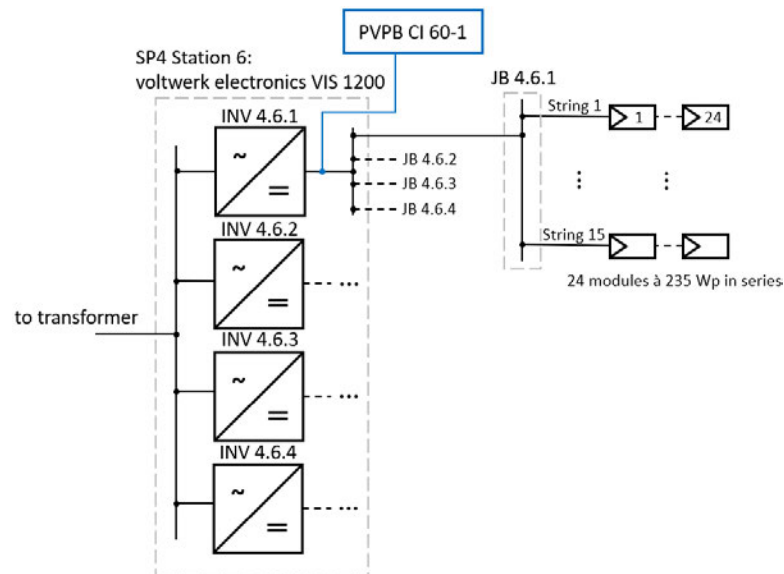 PVPB CI 60-1
SP4 Station 6:
voltwerk electronics VIS 1200
JB 4.6.1
INV 4.6.1
~
=
String 1
1
24
JB 4.6.2
JB 4.6.3
JB 4.6.4
INV 4.6.2
~
=
...
String 15
24 modules à 235 Wp in series
to transformer
INV 4.6.3
~
=
...
INV 4.6.4
~
=
...